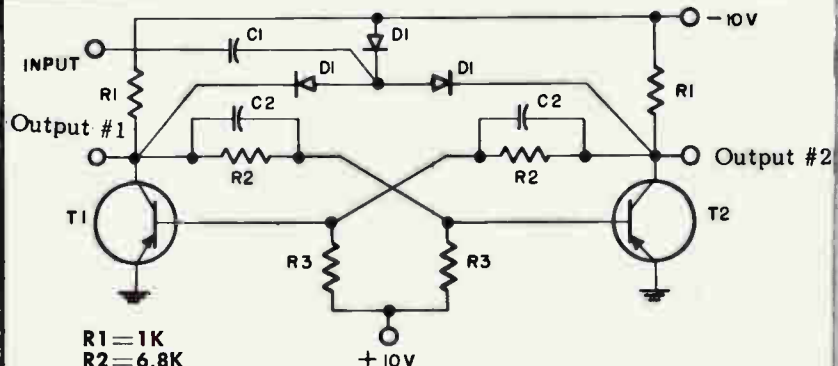 -10V
D1
C1
INPUT
D1
D1
R1
R1
C2
C2
Output #1
Output #2
R2
R2
T1
T2
R3
R3
R1=1K
R2=6.8K
+10V